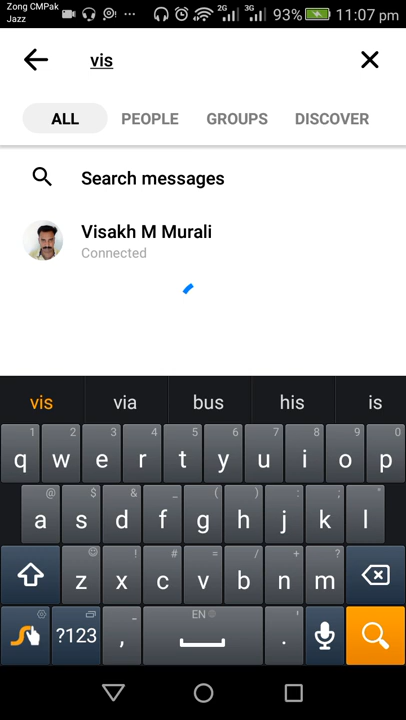 Zong CMPak
Jazz
2G 3G 93% 11:07 pm
vis
ALL PEOPLE GROUPS DISCOVER
Search messages
Visakh M Murali
Connected
vis via bus his is
1 2 3 4 5 6 7 8 9 0
q w e r t y u i o p
@ $ & _ ( ) : ; "
a s d f g h j k l
! # = / + ?
z x c v b n m
EN
?123 , _ . '